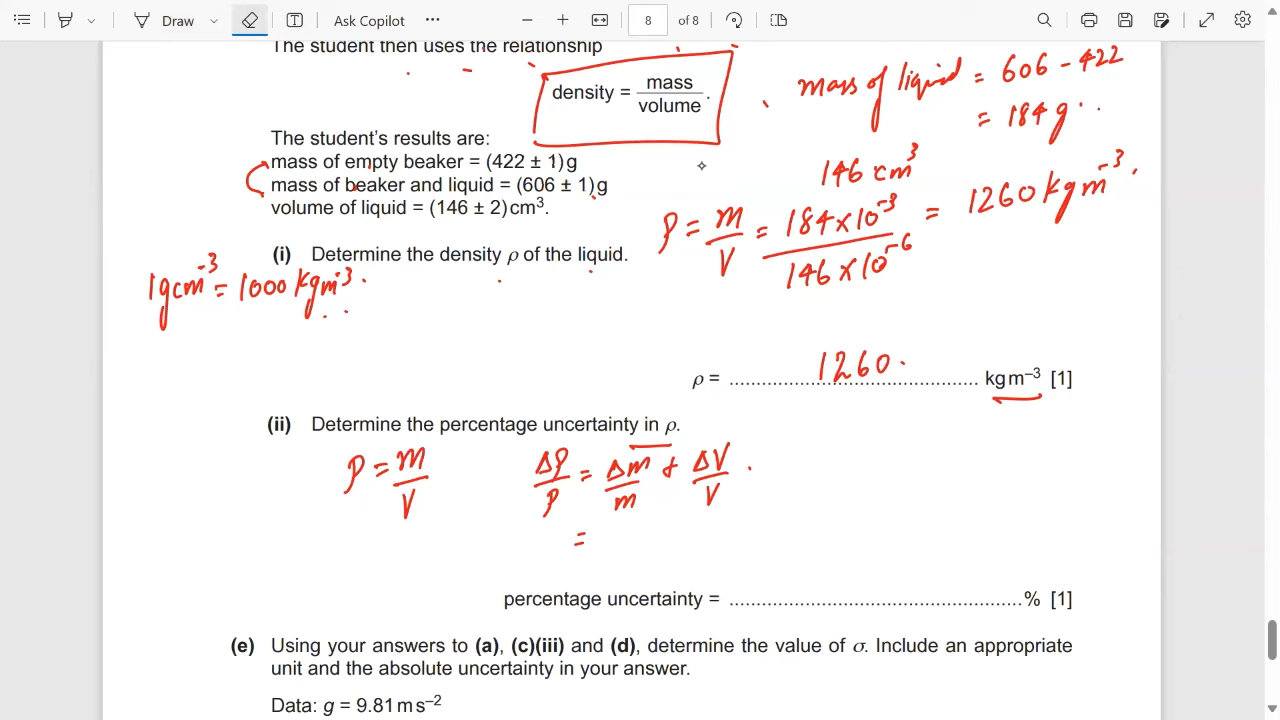 Draw
Ask Copilot
8 of 8
The student then uses the relationship
density = mass / volume .
mass of liquid = 606 - 422
= 184 g
The student's results are:
mass of empty beaker = (422 ± 1) g
mass of beaker and liquid = (606 ± 1) g
volume of liquid = (146 ± 2) cm³.
146 cm³
ρ = m/V = 184 × 10⁻³ / 146 × 10⁻⁶ = 1260 kg m⁻³.
(i) Determine the density ρ of the liquid.
1 g cm⁻³ = 1000 kg m⁻³.
ρ = 1260 kg m⁻³ [1]
(ii) Determine the percentage uncertainty in ρ.
ρ = m/V Δρ/ρ = Δm/m + ΔV/V .
=
percentage uncertainty = ................................................ % [1]
(e) Using your answers to (a), (c)(iii) and (d), determine the value of σ. Include an appropriate
unit and the absolute uncertainty in your answer.
Data: g = 9.81 m s⁻²